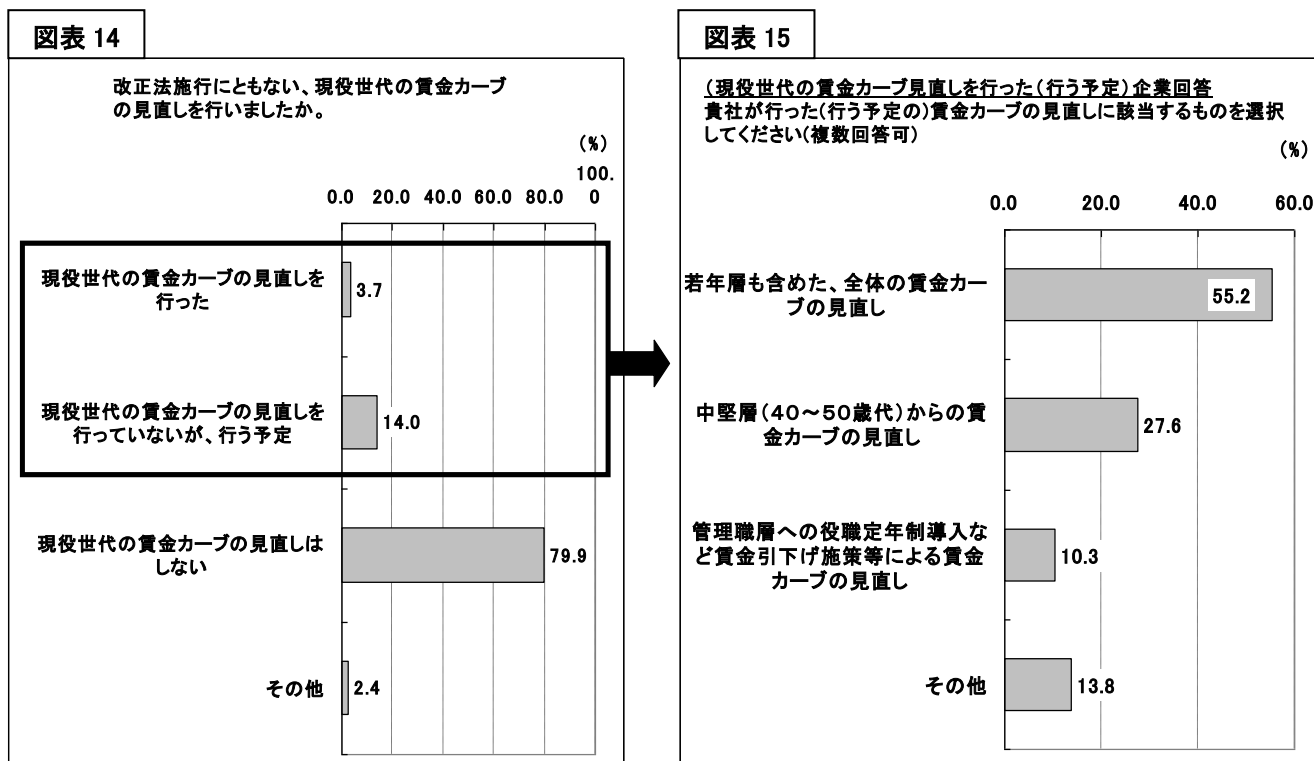 図表 14
改正法施行にともない、現役世代の賃金カーブ
の見直しを行いましたか。
(%)
100.
0.0 20.0 40.0 60.0 80.0 0
現役世代の賃金カーブの見直しを
行った
3.7
現役世代の賃金カーブの見直しを
行っていないが、行う予定
14.0
現役世代の賃金カーブの見直しは
しない
79.9
その他
2.4
図表 15
(現役世代の賃金カーブ見直しを行った(行う予定)企業回答
貴社が行った(行う予定の)賃金カーブの見直しに該当するものを選択
してください(複数回答可)
(%)
0.0 20.0 40.0 60.0
若年層も含めた、全体の賃金カー
ブの見直し
55.2
中堅層(40～50歳代)からの賃
金カーブの見直し
27.6
管理職層への役職定年制導入な
ど賃金引下げ施策等による賃金
カーブの見直し
10.3
その他
13.8